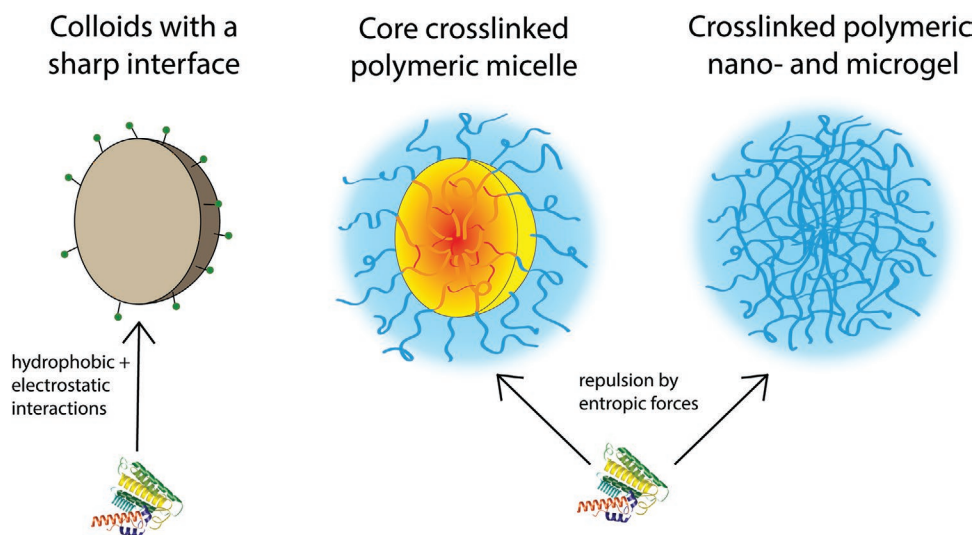 Colloids with a
sharp interface
Core crosslinked
polymeric micelle
Crosslinked polymeric
nano- and microgel
hydrophobic +
electrostatic
interactions
repulsion by
entropic forces